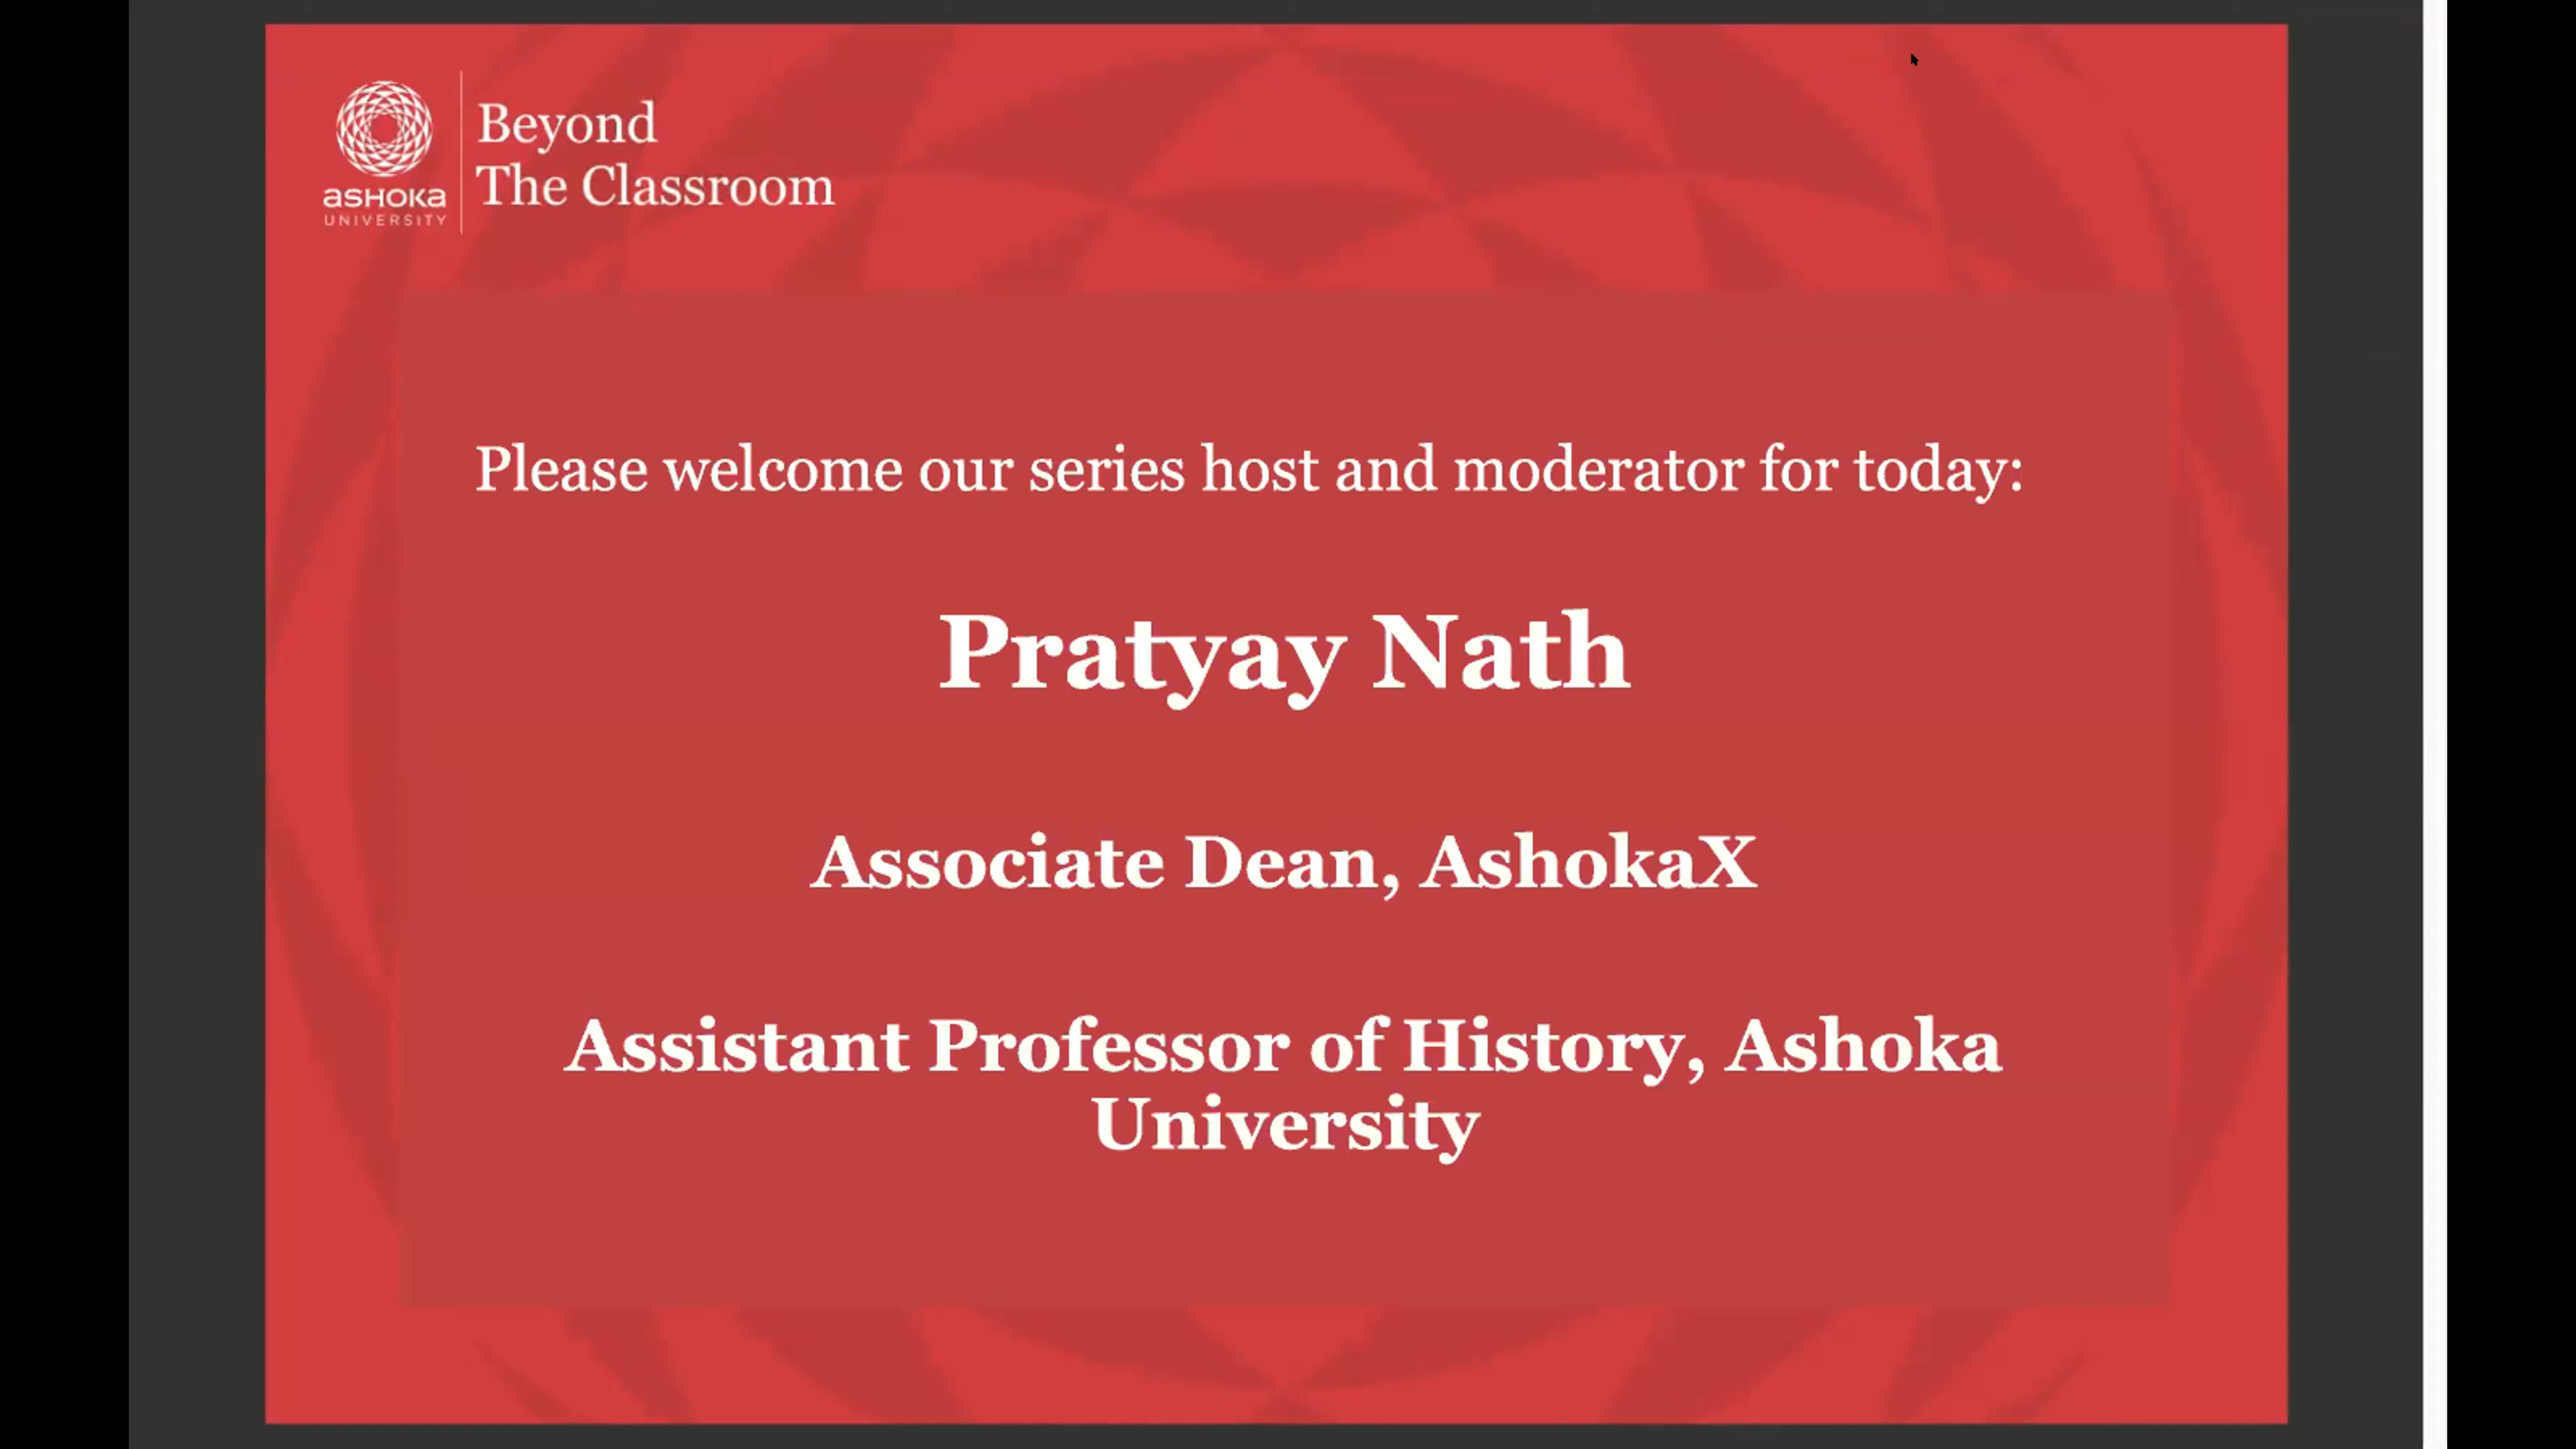 Beyond
The Classroom
ASHOKA
UNIVERSITY
Please welcome our series host and moderator for today:
Pratyay Nath
Associate Dean, AshokaX
Assistant Professor of History, Ashoka
University